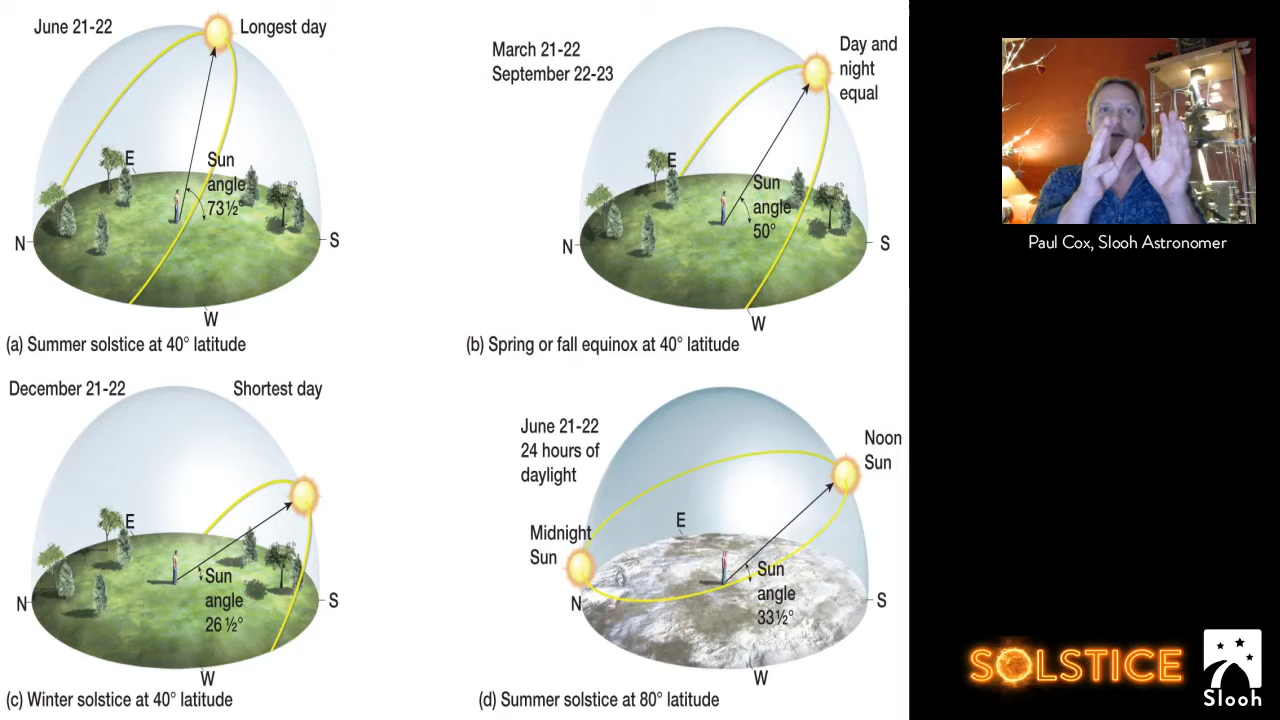 June 21-22
Longest day
E
Sun
angle
73½°
N
S
W
(a) Summer solstice at 40° latitude
March 21-22
September 22-23
Day and
night
equal
E
Sun
angle
50°
N
S
W
(b) Spring or fall equinox at 40° latitude
December 21-22
Shortest day
E
Sun
angle
26½°
N
S
W
(c) Winter solstice at 40° latitude
June 21-22
24 hours of
daylight
Noon
Sun
Midnight
Sun
E
Sun
angle
33½°
N
S
W
(d) Summer solstice at 80° latitude
Paul Cox, Slooh Astronomer
SOLSTICE
Slooh